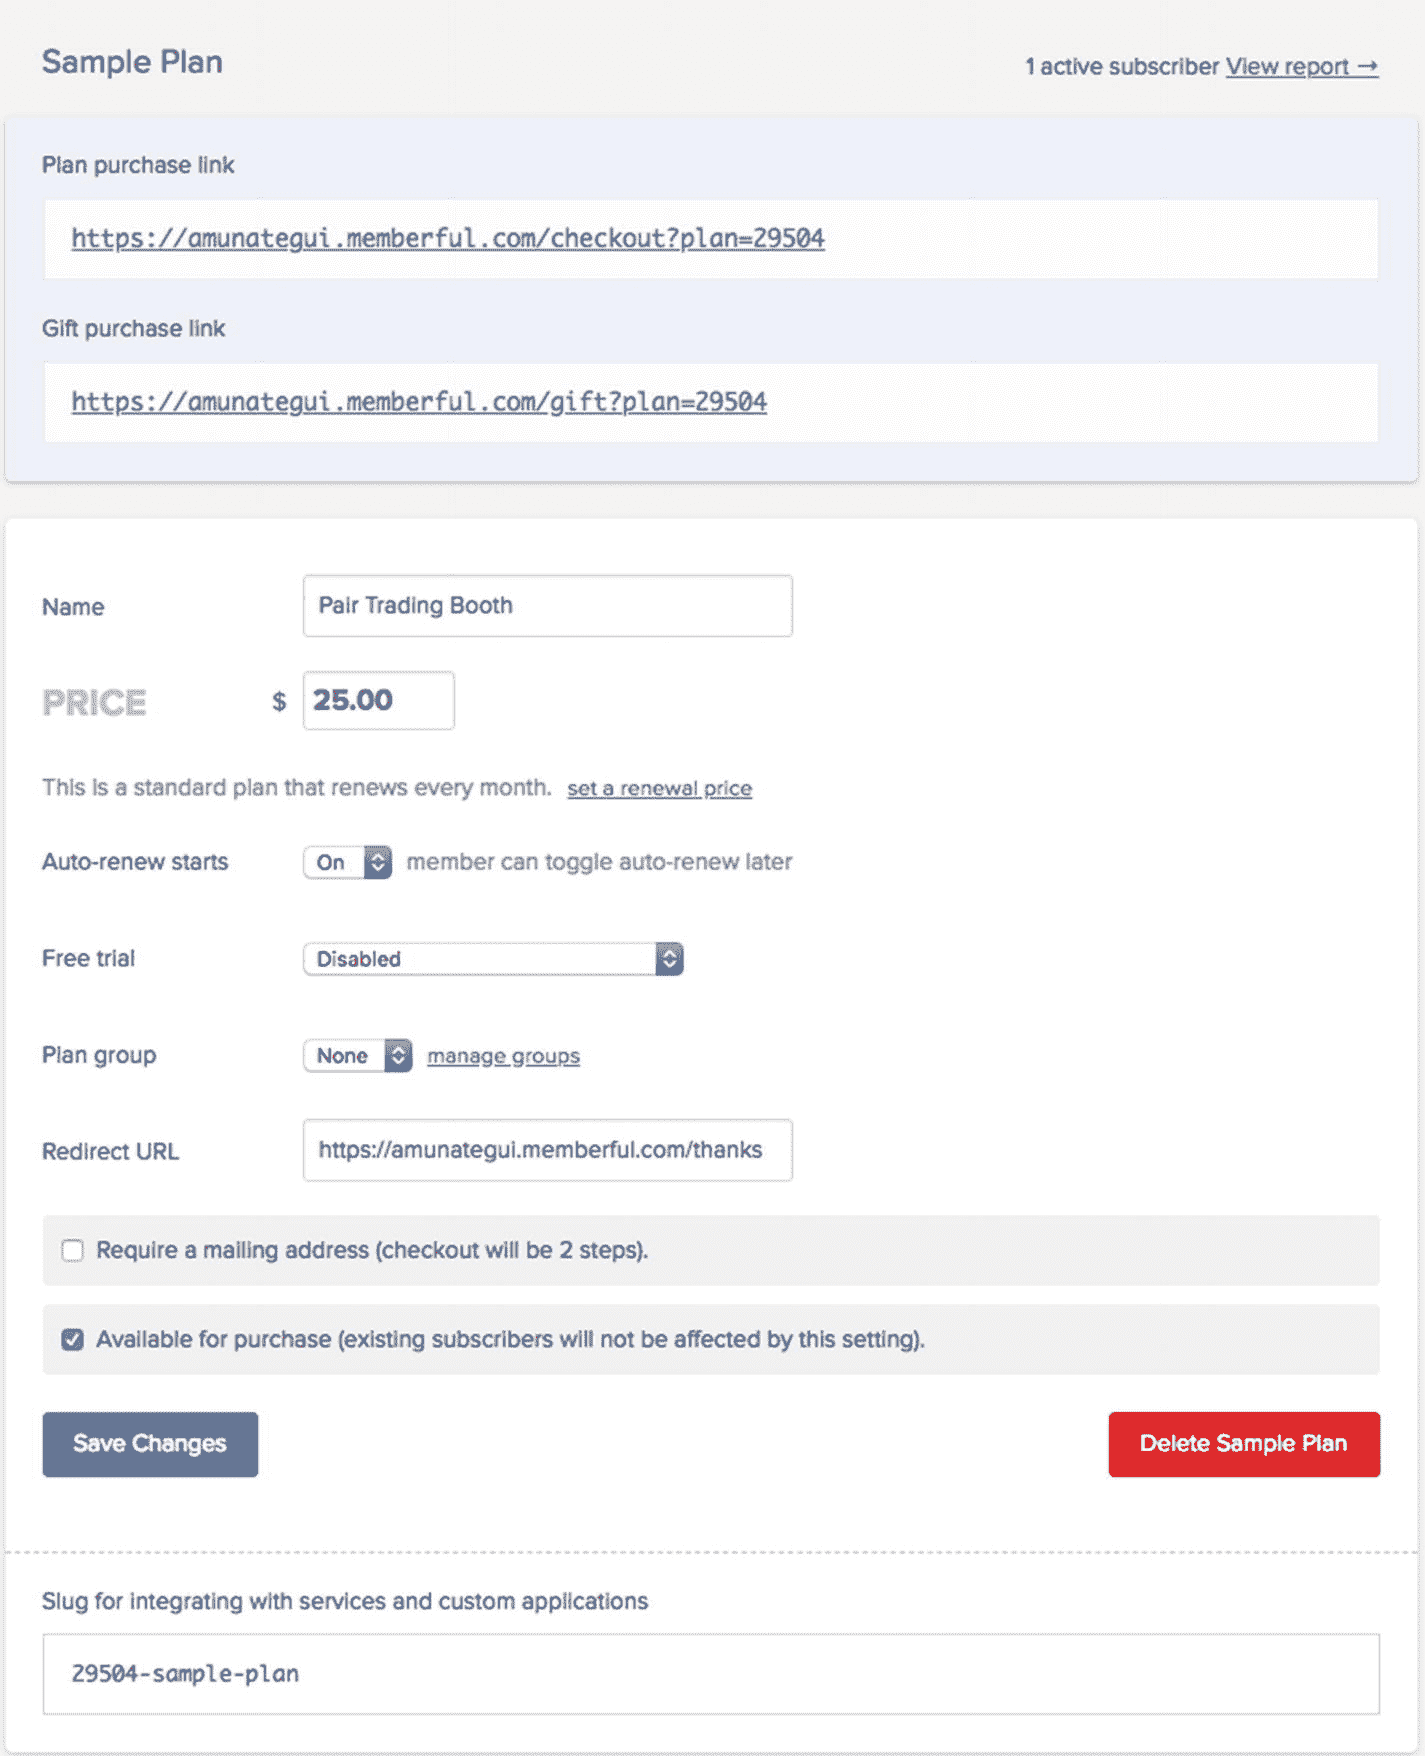 Sample Plan
1 active subscriber View report →
Plan purchase link
https://amunategui.memberful.com/checkout?plan=29504
Gift purchase link
https://amunategui.memberful.com/gift?plan=29504
Name
Pair Trading Booth
PRICE
$ 25.00
This is a standard plan that renews every month. set a renewal price
Auto-renew starts On member can toggle auto-renew later
Free trial Disabled
Plan group None manage groups
Redirect URL https://amunategui.memberful.com/thanks
Require a mailing address (checkout will be 2 steps).
Available for purchase (existing subscribers will not be affected by this setting).
Save Changes
Delete Sample Plan
Slug for integrating with services and custom applications
29504-sample-plan